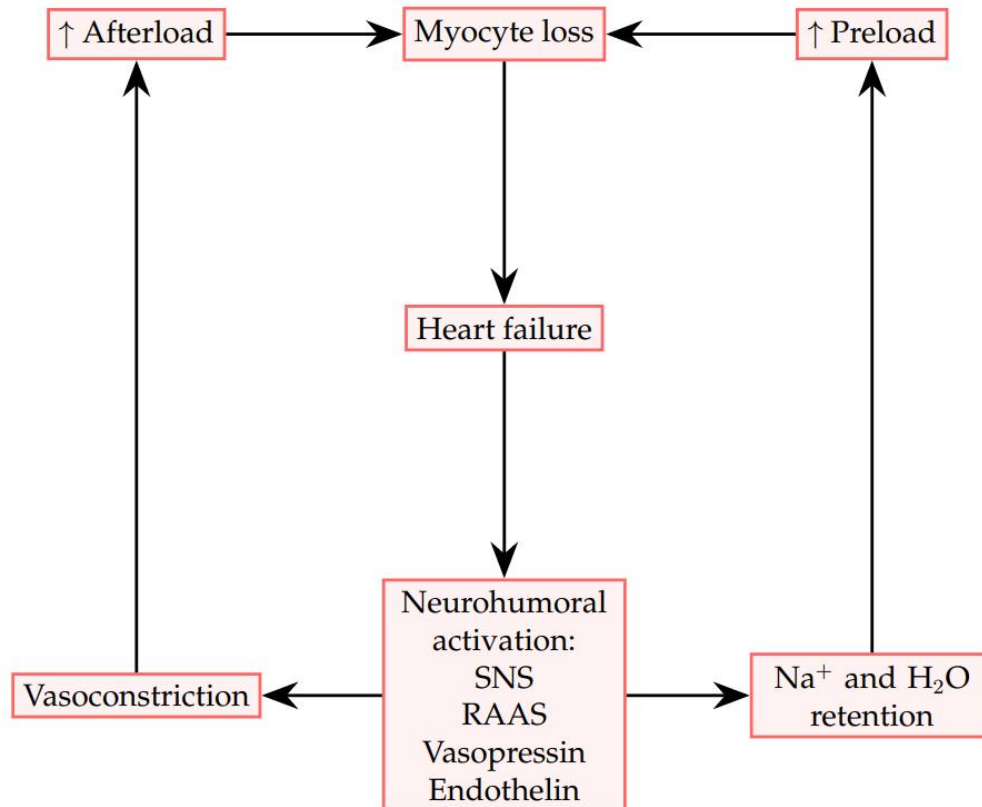 ↑ Afterload
Myocyte loss
↑ Preload
Heart failure
Neurohumoral
activation:
SNS
RAAS
Vasopressin
Endothelin
Vasoconstriction
Na⁺ and H₂O
retention